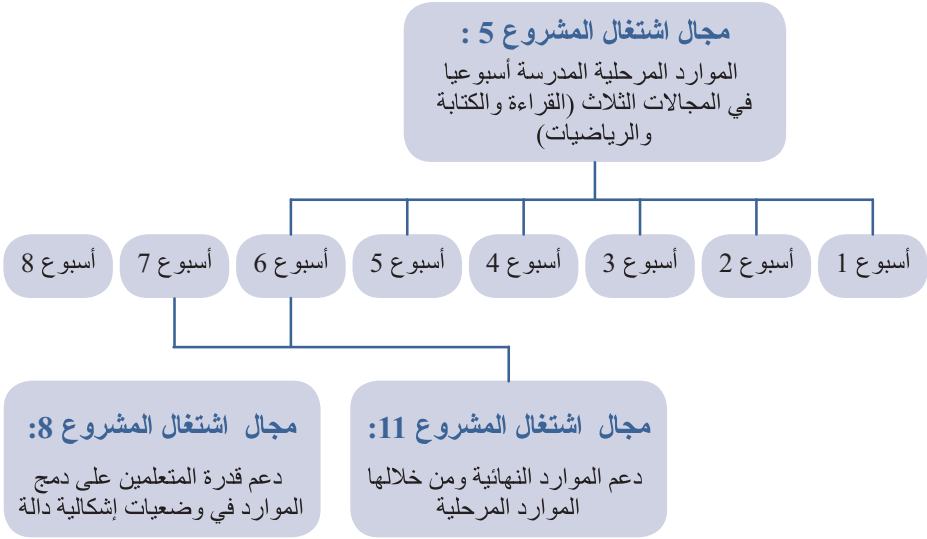 مجال اشتغال المشروع 5 :
الموارد المرحلية المدرسة أسبوعيا
في المجالات الثلاث (القراءة والكتابة
والرياضيات)
أسبوع 1
أسبوع 2
أسبوع 3
أسبوع 4
أسبوع 5
أسبوع 6
أسبوع 7
أسبوع 8
مجال اشتغال المشروع 11:
دعم الموارد النهائية ومن خلالها
الموارد المرحلية
مجال اشتغال المشروع 8:
دعم قدرة المتعلمين على دمج
الموارد في وضعيات إشكالية دالة